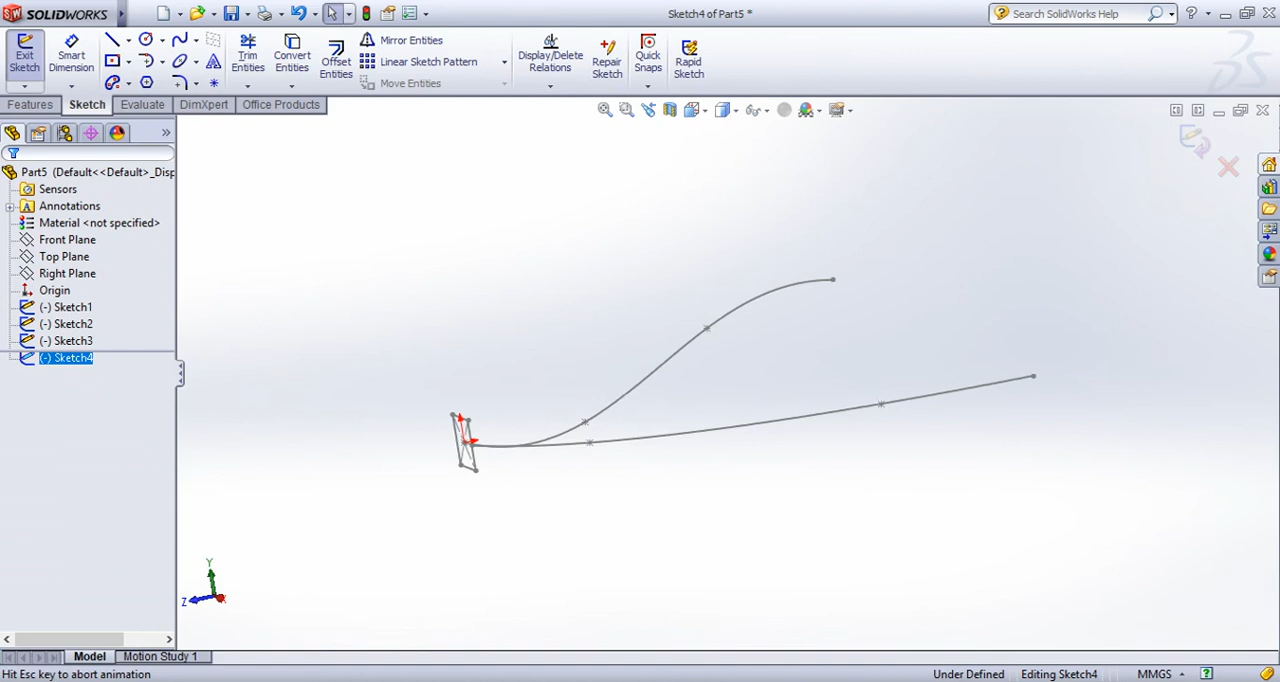 SOLIDWORKS
Sketch4 of Part5 *
Search SolidWorks Help
Exit Sketch
Smart Dimension
Trim Entities
Convert Entities
Offset Entities
Mirror Entities
Linear Sketch Pattern
Move Entities
Display/Delete Relations
Repair Sketch
Quick Snaps
Rapid Sketch
Features
Sketch
Evaluate
DimXpert
Office Products
Part5 (Default<<Default>_Disp
Sensors
Annotations
Material <not specified>
Front Plane
Top Plane
Right Plane
Origin
(-) Sketch1
(-) Sketch2
(-) Sketch3
(-) Sketch4
Y
Z
X
Model
Motion Study 1
Hit Esc key to abort animation
Under Defined
Editing Sketch4
MMGS